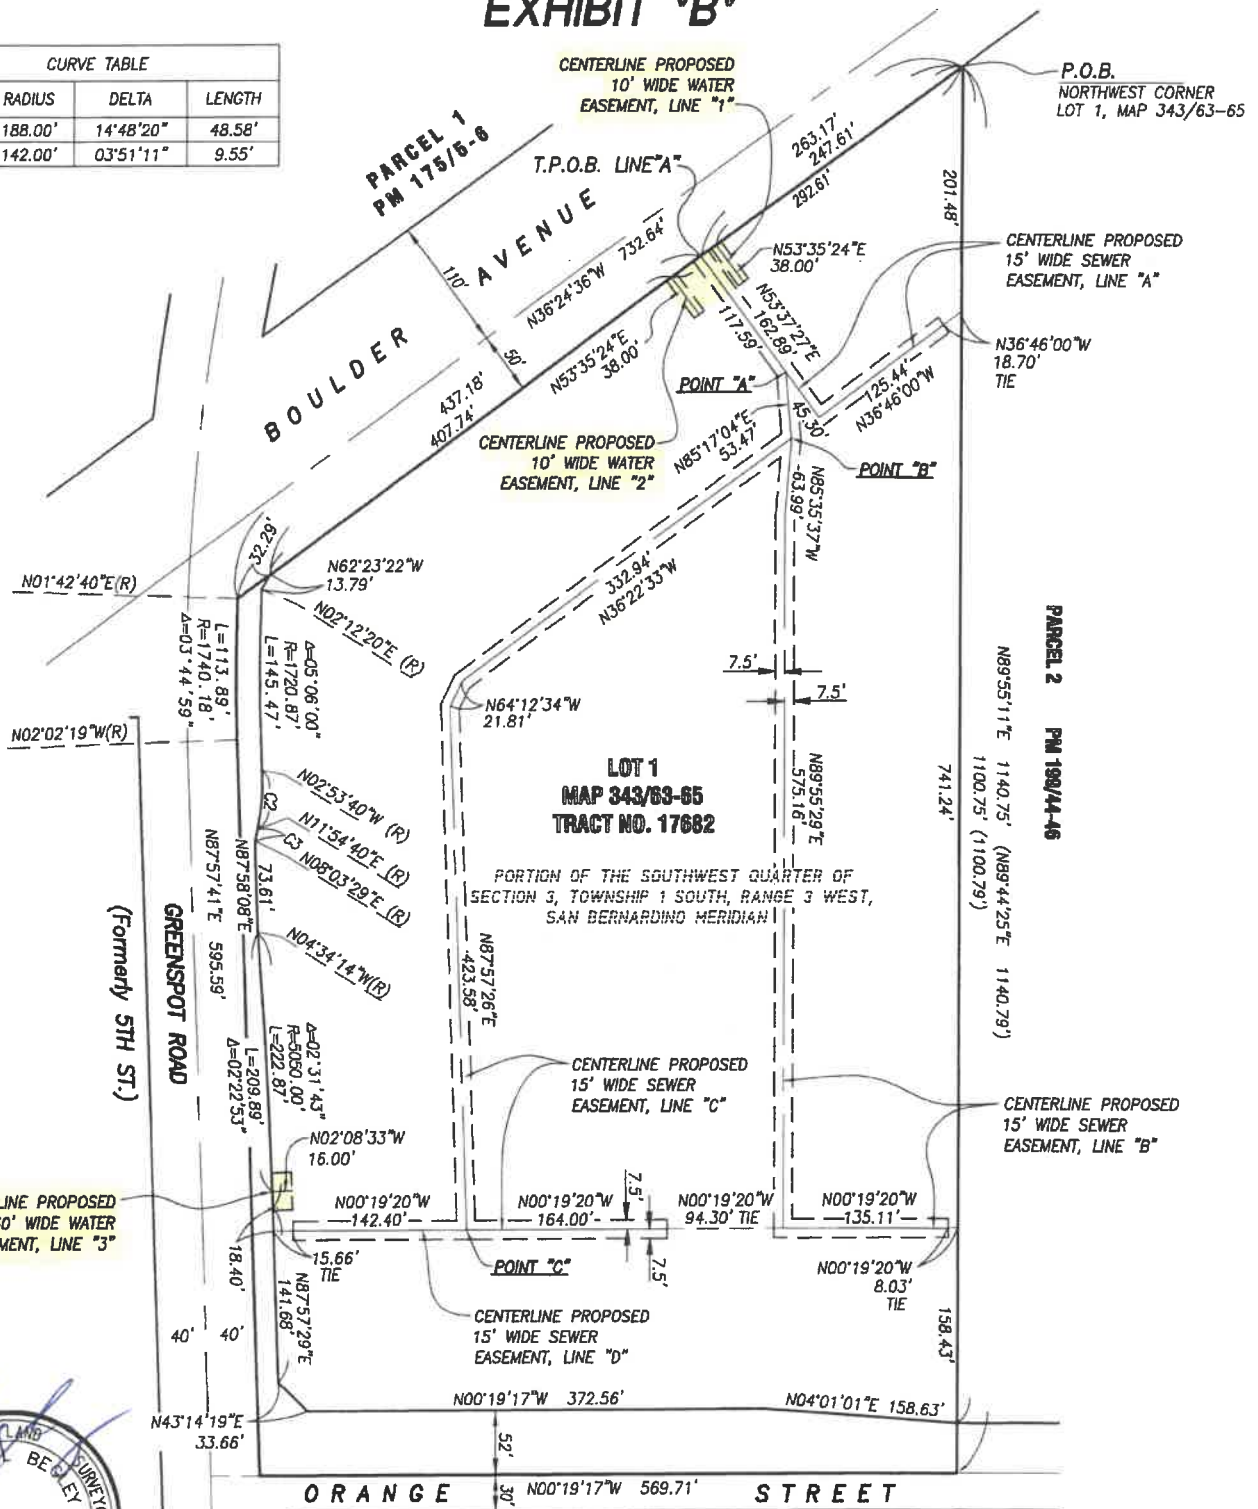 EXHIBIT "B"
CURVE TABLE
RADIUS DELTA LENGTH
188.00' 14°48'20" 48.58'
142.00' 03°51'11" 9.55'
CENTERLINE PROPOSED
10' WIDE WATER
EASEMENT, LINE "1"
P.O.B.
NORTHWEST CORNER
LOT 1, MAP 343/63-65
PARCEL 1
PM 175/5-6
T.P.O.B. LINE "A"
263.17'
247.61'
292.61'
201.48'
BOULDER AVENUE
110'
50'
N36°24'36"W 732.64'
N53°35'24"E
38.00'
CENTERLINE PROPOSED
15' WIDE SEWER
EASEMENT, LINE "A"
N53°37'27"E
162.89'
117.59'
N53°35'24"E
38.00'
N36°46'00"W
18.70'
TIE
125.44'
N36°46'00"W
POINT "A"
45.30'
437.18'
407.74'
CENTERLINE PROPOSED
10' WIDE WATER
EASEMENT, LINE "2"
N85°17'04"E
53.47'
POINT "B"
N85°35'37"W
63.99'
32.29'
N01°42'40"E(R)
N62°23'22"W
13.79'
N02°12'20"E (R)
332.94'
N36°22'33"W
L=113.89'
R=1740.18'
Δ=03°44'59"
Δ=05°06'00"
R=1720.87'
L=145.47'
PARCEL 2 PM 199/44-46
N89°55'11"E 1140.75' (N89°44'25"E 1140.79')
1100.75' (1100.79')
7.5'
7.5'
N64°12'34"W
21.81'
N02°02'19"W(R)
N02°53'40"W (R)
C2
N11°54'40"E (R)
C3
N08°03'29"E (R)
LOT 1
MAP 343/63-65
TRACT NO. 17682
N89°55'29"E
575.16'
741.24'
PORTION OF THE SOUTHWEST QUARTER OF
SECTION 3, TOWNSHIP 1 SOUTH, RANGE 3 WEST,
SAN BERNARDINO MERIDIAN
N87°57'41"E 595.59'
N87°58'08"E
73.61'
N04°34'14"W(R)
GREENSPOT ROAD
(Formerly 5TH ST.)
N87°57'26"E
423.58'
Δ=02°31'43"
R=5050.00'
L=222.87'
L=209.89'
Δ=02°22'53"
CENTERLINE PROPOSED
15' WIDE SEWER
EASEMENT, LINE "C"
CENTERLINE PROPOSED
15' WIDE SEWER
EASEMENT, LINE "B"
N02°08'33"W
16.00'
LINE PROPOSED
0' WIDE WATER
MENT, LINE "3"
N00°19'20"W
142.40'
N00°19'20"W
164.00'
7.5'
N00°19'20"W
94.30' TIE
N00°19'20"W
135.11'
18.40'
15.66'
TIE
POINT "C"
7.5'
N00°19'20"W
8.03'
TIE
N87°57'29"E
141.68'
CENTERLINE PROPOSED
15' WIDE SEWER
EASEMENT, LINE "D"
158.43'
40' 40'
N00°19'17"W 372.56'
N04°01'01"E 158.63'
N43°14'19"E
33.66'
52'
LAND SURVEYO
BEGLEY
ORANGE STREET
30'
N00°19'17"W 569.71'